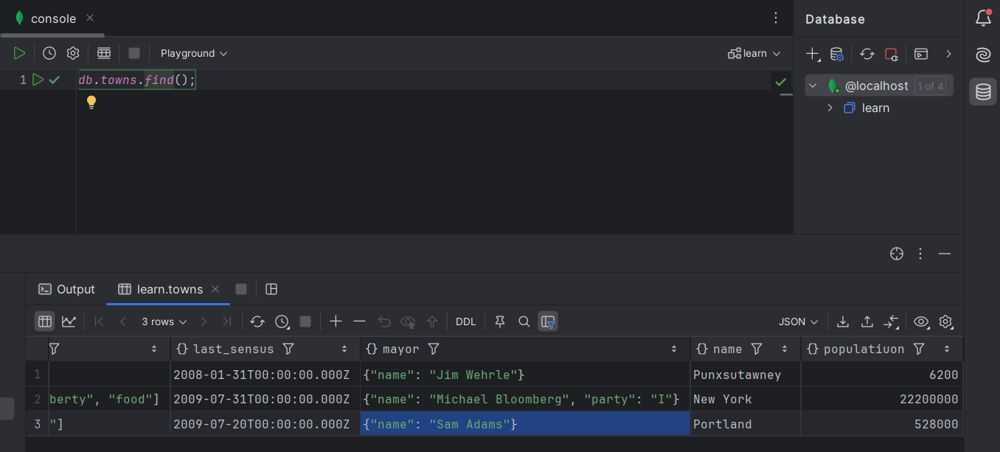 console
Database
Playground
learn
1
db.towns.find();
@localhost 1 of 4
learn
Output
learn.towns
3 rows
DDL
JSON
{} last_sensus {} mayor {} name {} populatiuon
1 2008-01-31T00:00:00.000Z {"name": "Jim Wehrle"} Punxsutawney 6200
2 berty", "food"] 2009-07-31T00:00:00.000Z {"name": "Michael Bloomberg", "party": "I"} New York 22200000
3 "] 2009-07-20T00:00:00.000Z {"name": "Sam Adams"} Portland 528000